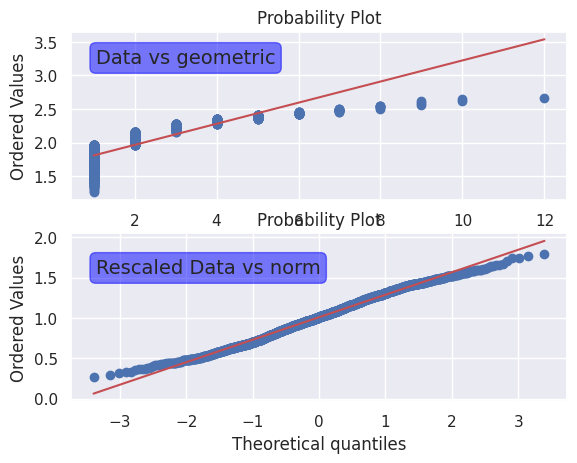 Probability Plot
Data vs geometric
Ordered Values
3.5
3.0
2.5
2.0
1.5
2 4 6 8 10 12
Probability Plot
Rescaled Data vs norm
Ordered Values
2.0
1.5
1.0
0.5
0.0
−3 −2 −1 0 1 2 3
Theoretical quantiles